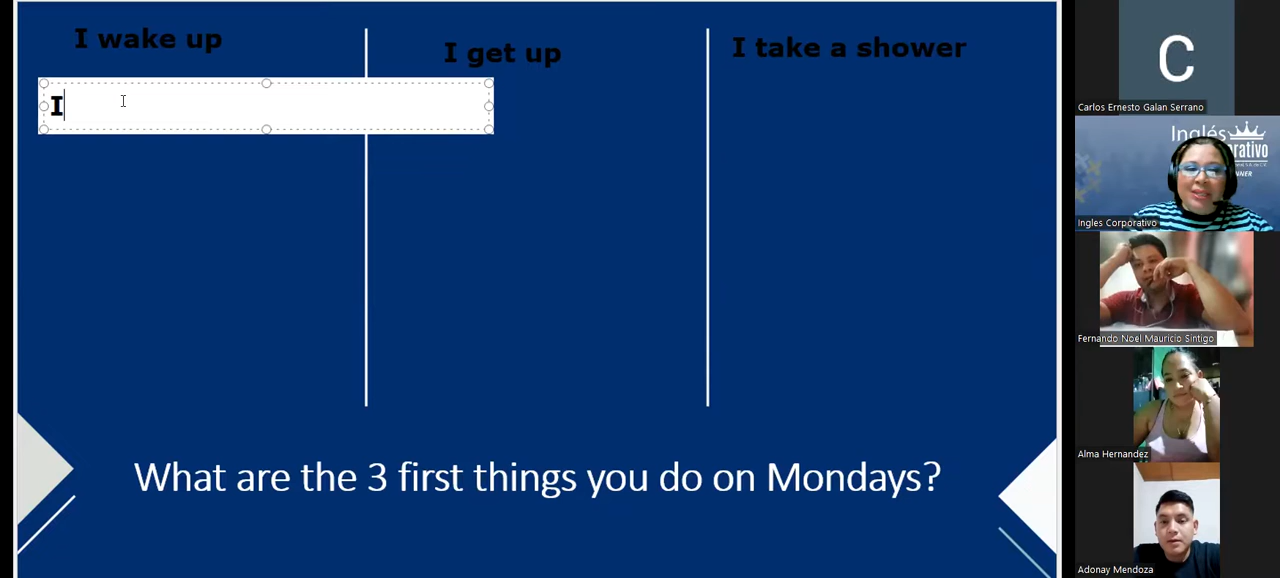 I wake up
I get up
I take a shower
I
What are the 3 first things you do on Mondays?
C
Carlos Ernesto Galan Serrano
Inglés
Ingles Corporativo
Fernando Noel Mauricio Sintigo
Alma Hernandez
Adonay Mendoza